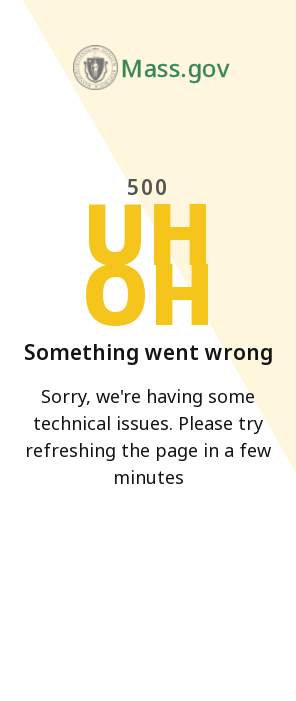 Mass.gov
500
UH
OH
Something went wrong
Sorry, we're having some
technical issues. Please try
refreshing the page in a few
minutes